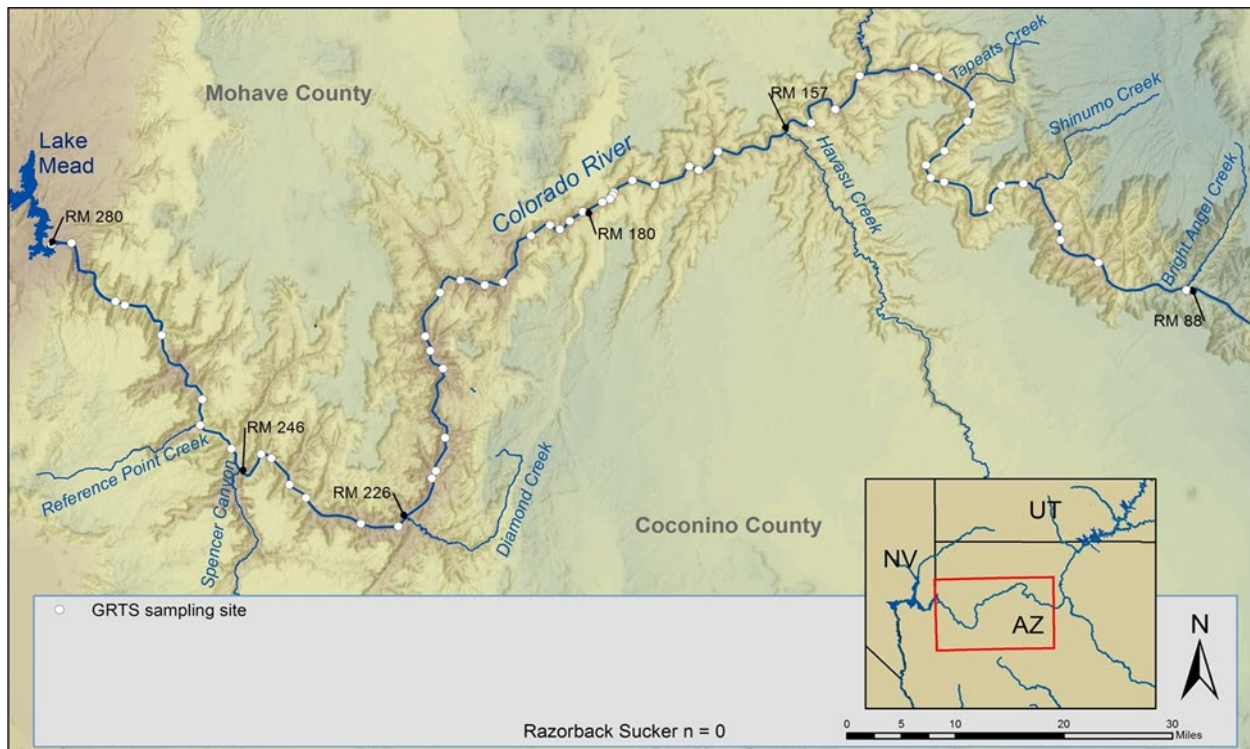 Mohave County
Lake
Mead
RM 280
Colorado River
RM 157
Tapeats Creek
Shinumo Creek
Havasu Creek
Bright Angel Creek
RM 180
RM 88
Reference Point Creek
RM 246
Spencer Canyon
RM 226
Diamond Creek
Coconino County
GRTS sampling site
Razorback Sucker n = 0
UT
NV
AZ
N
0 5 10 20 30
Miles